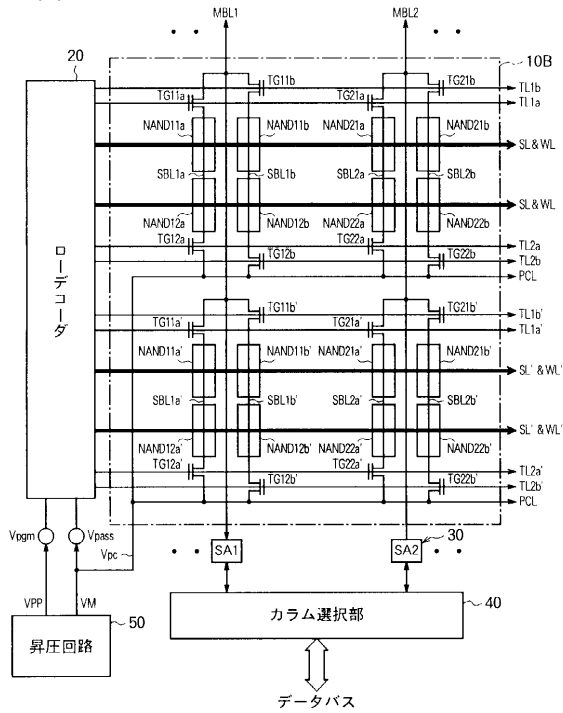 MBL1 MBL2
20
10B
TG11b TG21b TL1b
TG11a TG21a TL1a
NAND11a NAND11b NAND21a NAND21b
SL&WL
SBL1a SBL1b SBL2a SBL2b
SL&WL
NAND12a NAND12b NAND22a NAND22b
TG12a TG22a TL2a
TG12b TG22b TL2b
PCL
ローデコーダ
TG11b' TG21b' TL1b'
TG11a' TG21a' TL1a'
NAND11a' NAND11b' NAND21a' NAND21b'
SL'&WL'
SBL1a' SBL1b' SBL2a' SBL2b'
SL'&WL'
NAND12a' NAND12b' NAND22a' NAND22b'
TG12a' TG22a' TL2a'
TG12b' TG22b' TL2b'
PCL
Vpgm Vpass
Vpc
SA1 SA2 30
VPP VM
40
カラム選択部
50
昇圧回路
データバス